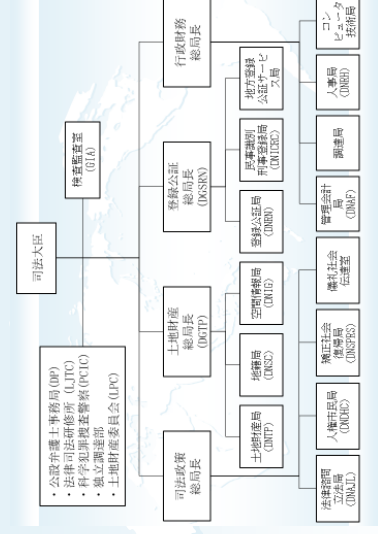 司法大臣
・公設弁護士事務局(DP)
・法律司法研修所(LJTC)
・科学犯罪捜査警察(PCIC)
・独立調達部
・土地財産委員会(LPC)
検査監査室
(GIA)
司法政策
総局長
土地財産
総局長
(DGTP)
登録公証
総局長
(DGSRN)
行政財務
総局長
土地財産局
(DNTP)
地籍局
(DNSC)
空間情報局
(DNIG)
登録公証局
(DNRN)
民事識別
刑事登録局
(DNICRC)
地方登録
公証サービ
ス局
法律諮問
立法局
(DNAJL)
人権市民局
(DNDHC)
矯正社会
復帰局
(DNSPRS)
儀礼社会
伝達室
管理会計
局
(DNAF)
調達局
人事局
(DNRH)
コン
ピュータ
技術局